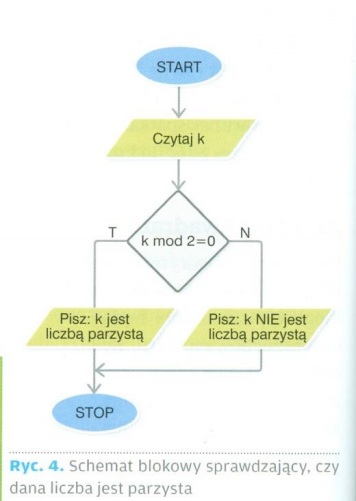 START
Czytaj k
T
k mod 2=0
N
Pisz: k jest
liczbą parzystą
Pisz: k NIE jest
liczbą parzystą
STOP
Ryc. 4. Schemat blokowy sprawdzający, czy
dana liczba jest parzysta